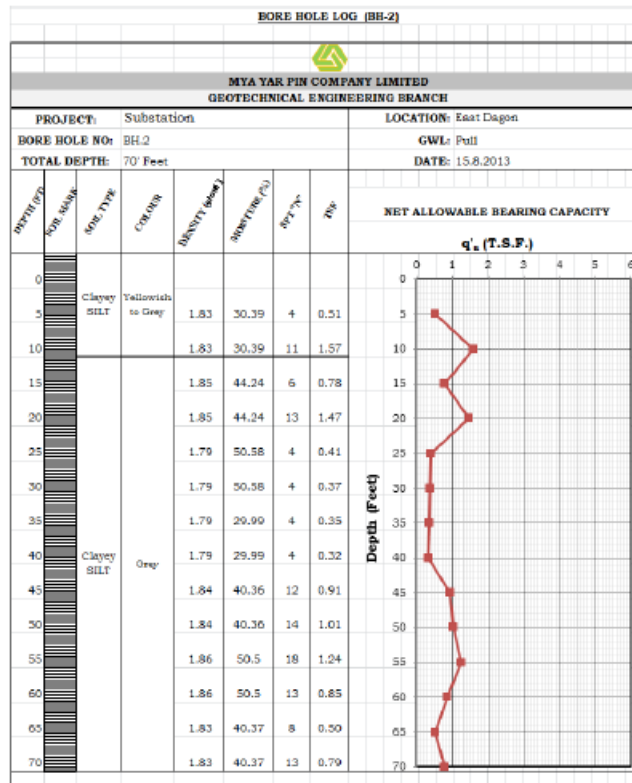 BORE HOLE LOG (BH-2)
MYA YAR PIN COMPANY LIMITED
GEOTECHNICAL ENGINEERING BRANCH
PROJECT: Substation LOCATION: East Dagon
BORE HOLE NO: BH.2 GWL: Full
TOTAL DEPTH: 70' Feet DATE: 15.8.2013
DEPTH (FT) SOIL MARK SOIL TYPE COLOUR DENSITY MOISTURE (%) SPT "N" TSF NET ALLOWABLE BEARING CAPACITY
q'a (T.S.F.)
0 1 2 3 4 5 6
0 0
Clayey SILT Yellowish to Grey
5 1.83 30.39 4 0.51 5
10 1.83 30.39 11 1.57 10
15 1.85 44.24 6 0.78 15
20 1.85 44.24 13 1.47 20
25 1.79 50.58 4 0.41 25
30 1.79 50.58 4 0.37 30
35 1.79 29.99 4 0.35 35
Depth (Feet)
40 1.79 29.99 4 0.32 40
Clayey SILT Grey
45 1.84 40.36 12 0.91 45
50 1.84 40.36 14 1.01 50
55 1.86 50.5 18 1.24 55
60 1.86 50.5 13 0.85 60
65 1.83 40.37 8 0.50 65
70 1.83 40.37 13 0.79 70